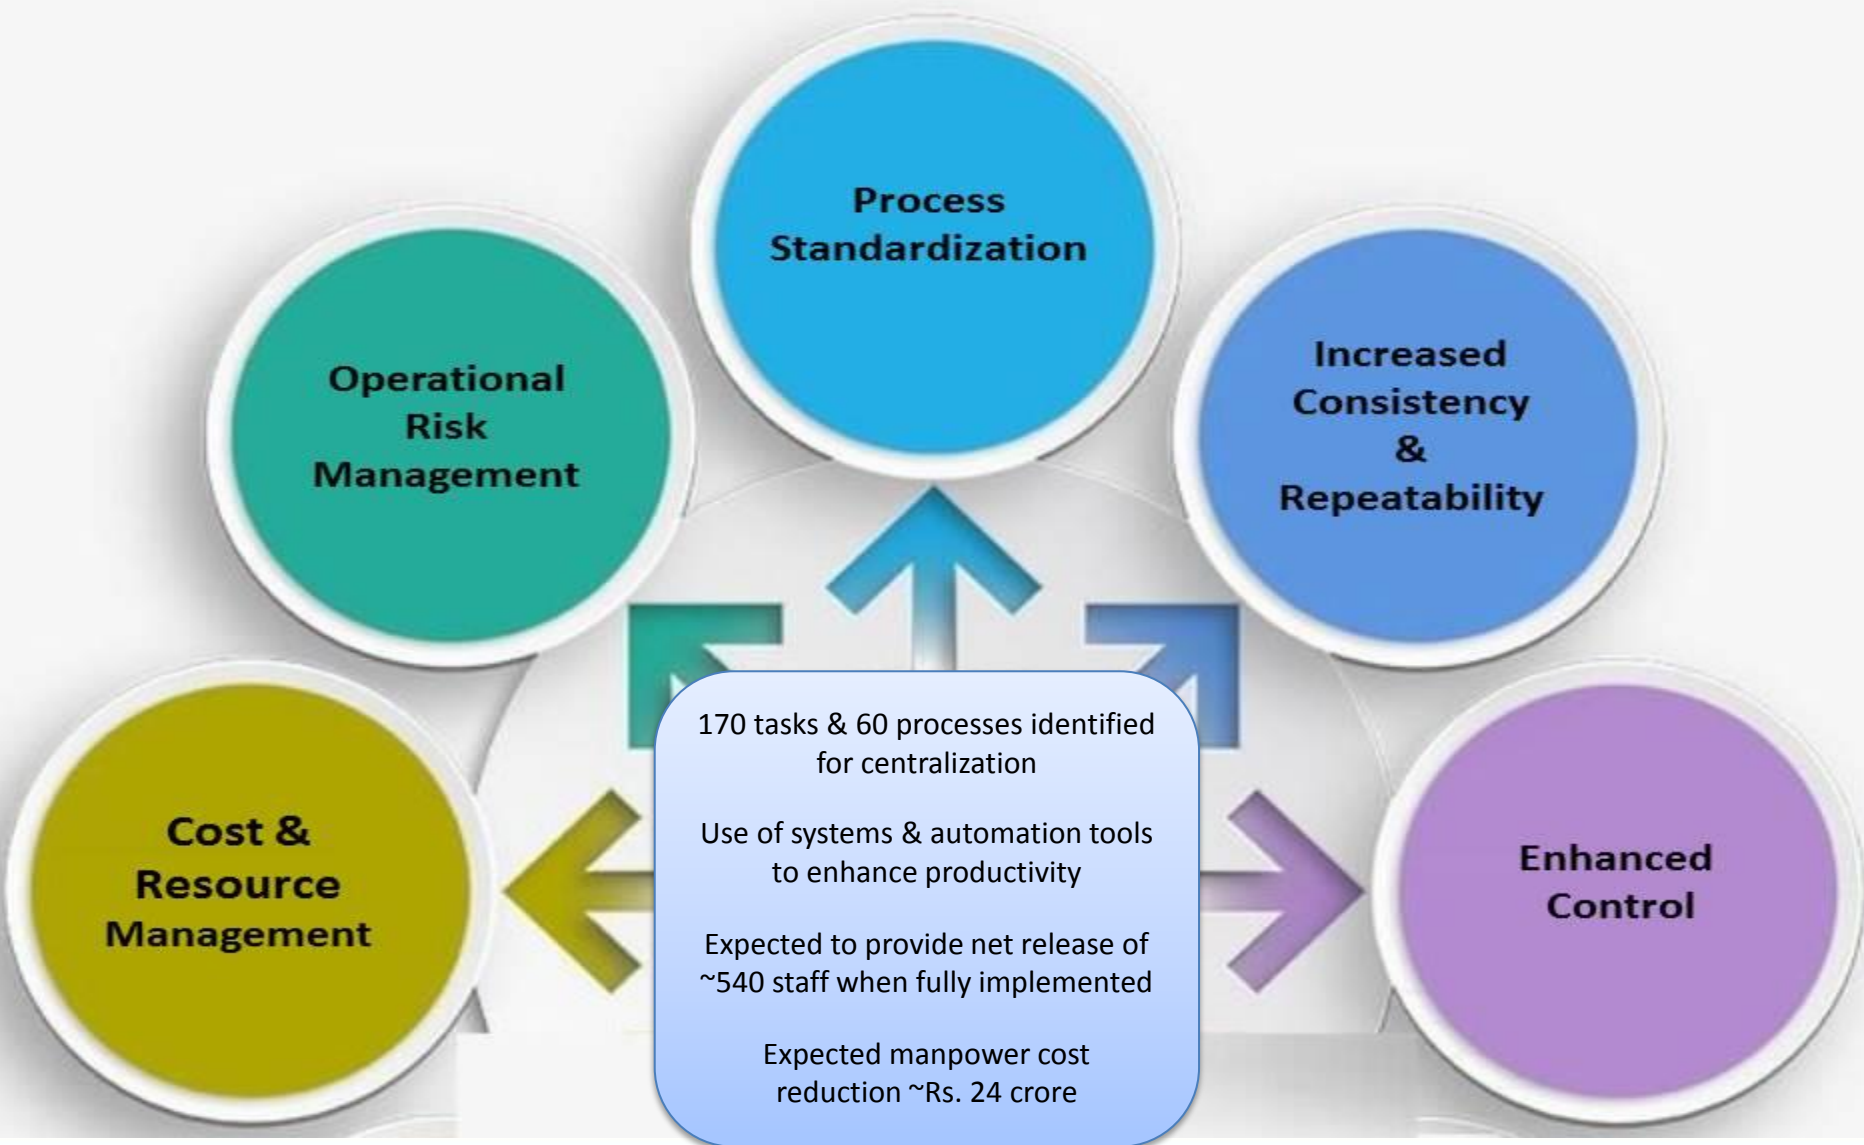 Process
Standardization
Operational
Risk
Management
Increased
Consistency
&
Repeatability
Cost &
Resource
Management
170 tasks & 60 processes identified
for centralization
Use of systems & automation tools
to enhance productivity
Expected to provide net release of
~540 staff when fully implemented
Expected manpower cost
reduction ~Rs. 24 crore
Enhanced
Control